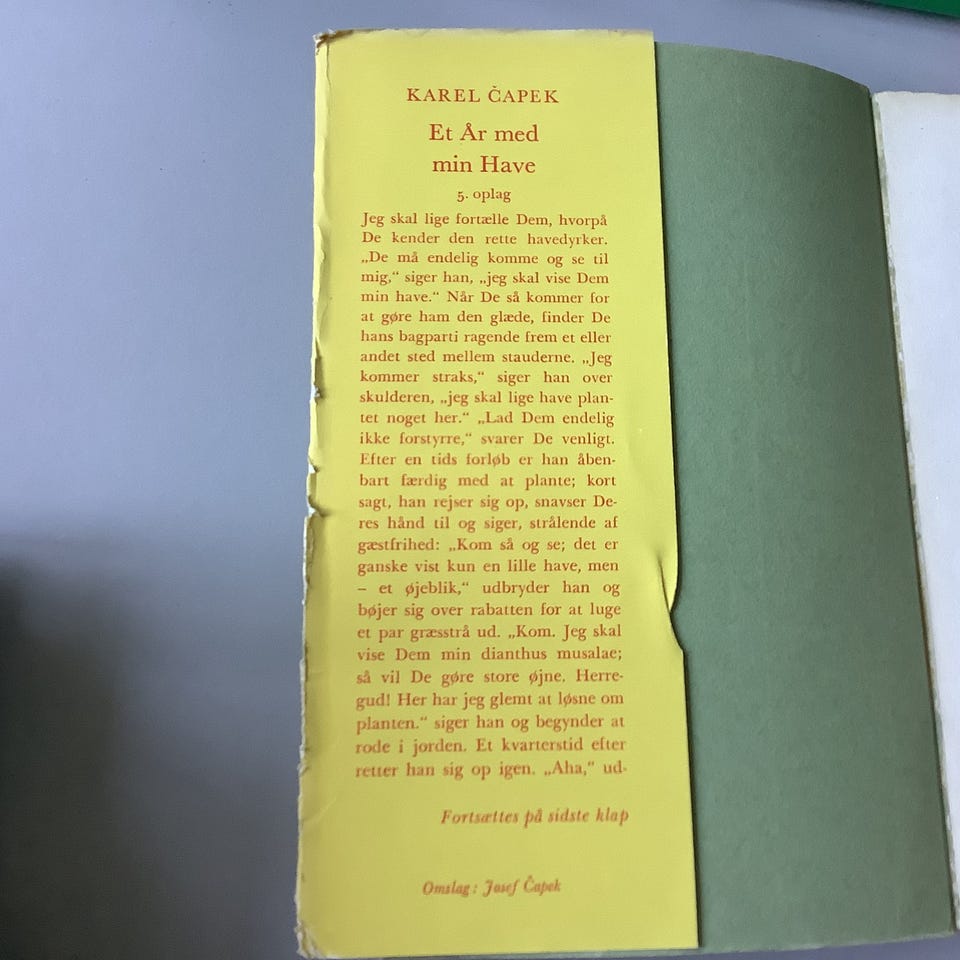 KAREL ČAPEK
Et År med
min Have
5. oplag
Jeg skal lige fortælle Dem, hvorpå
De kender den rette havedyrker.
„De må endelig komme og se til
mig,“ siger han, „jeg skal vise Dem
min have.“ Når De så kommer for
at gøre ham den glæde, finder De
hans bagparti ragende frem et eller
andet sted mellem stauderne. „Jeg
kommer straks,“ siger han over
skulderen, „jeg skal lige have plan-
tet noget her.“ „Lad Dem endelig
ikke forstyrre,“ svarer De venligt.
Efter en tids forløb er han åben-
bart færdig med at plante; kort
sagt, han rejser sig op, snavser De-
res hånd til og siger, strålende af
gæstfrihed: „Kom så og se; det er
ganske vist kun en lille have, men
– et øjeblik,“ udbryder han og
bøjer sig over rabatten for at luge
et par græsstrå ud. „Kom. Jeg skal
vise Dem min dianthus musalae;
så vil De gøre store øjne. Herre-
gud! Her har jeg glemt at løsne om
planten.“ siger han og begynder at
rode i jorden. Et kvarterstid efter
retter han sig op igen. „Aha,“ ud-
Fortsættes på sidste klap
Omslag: Josef Čapek